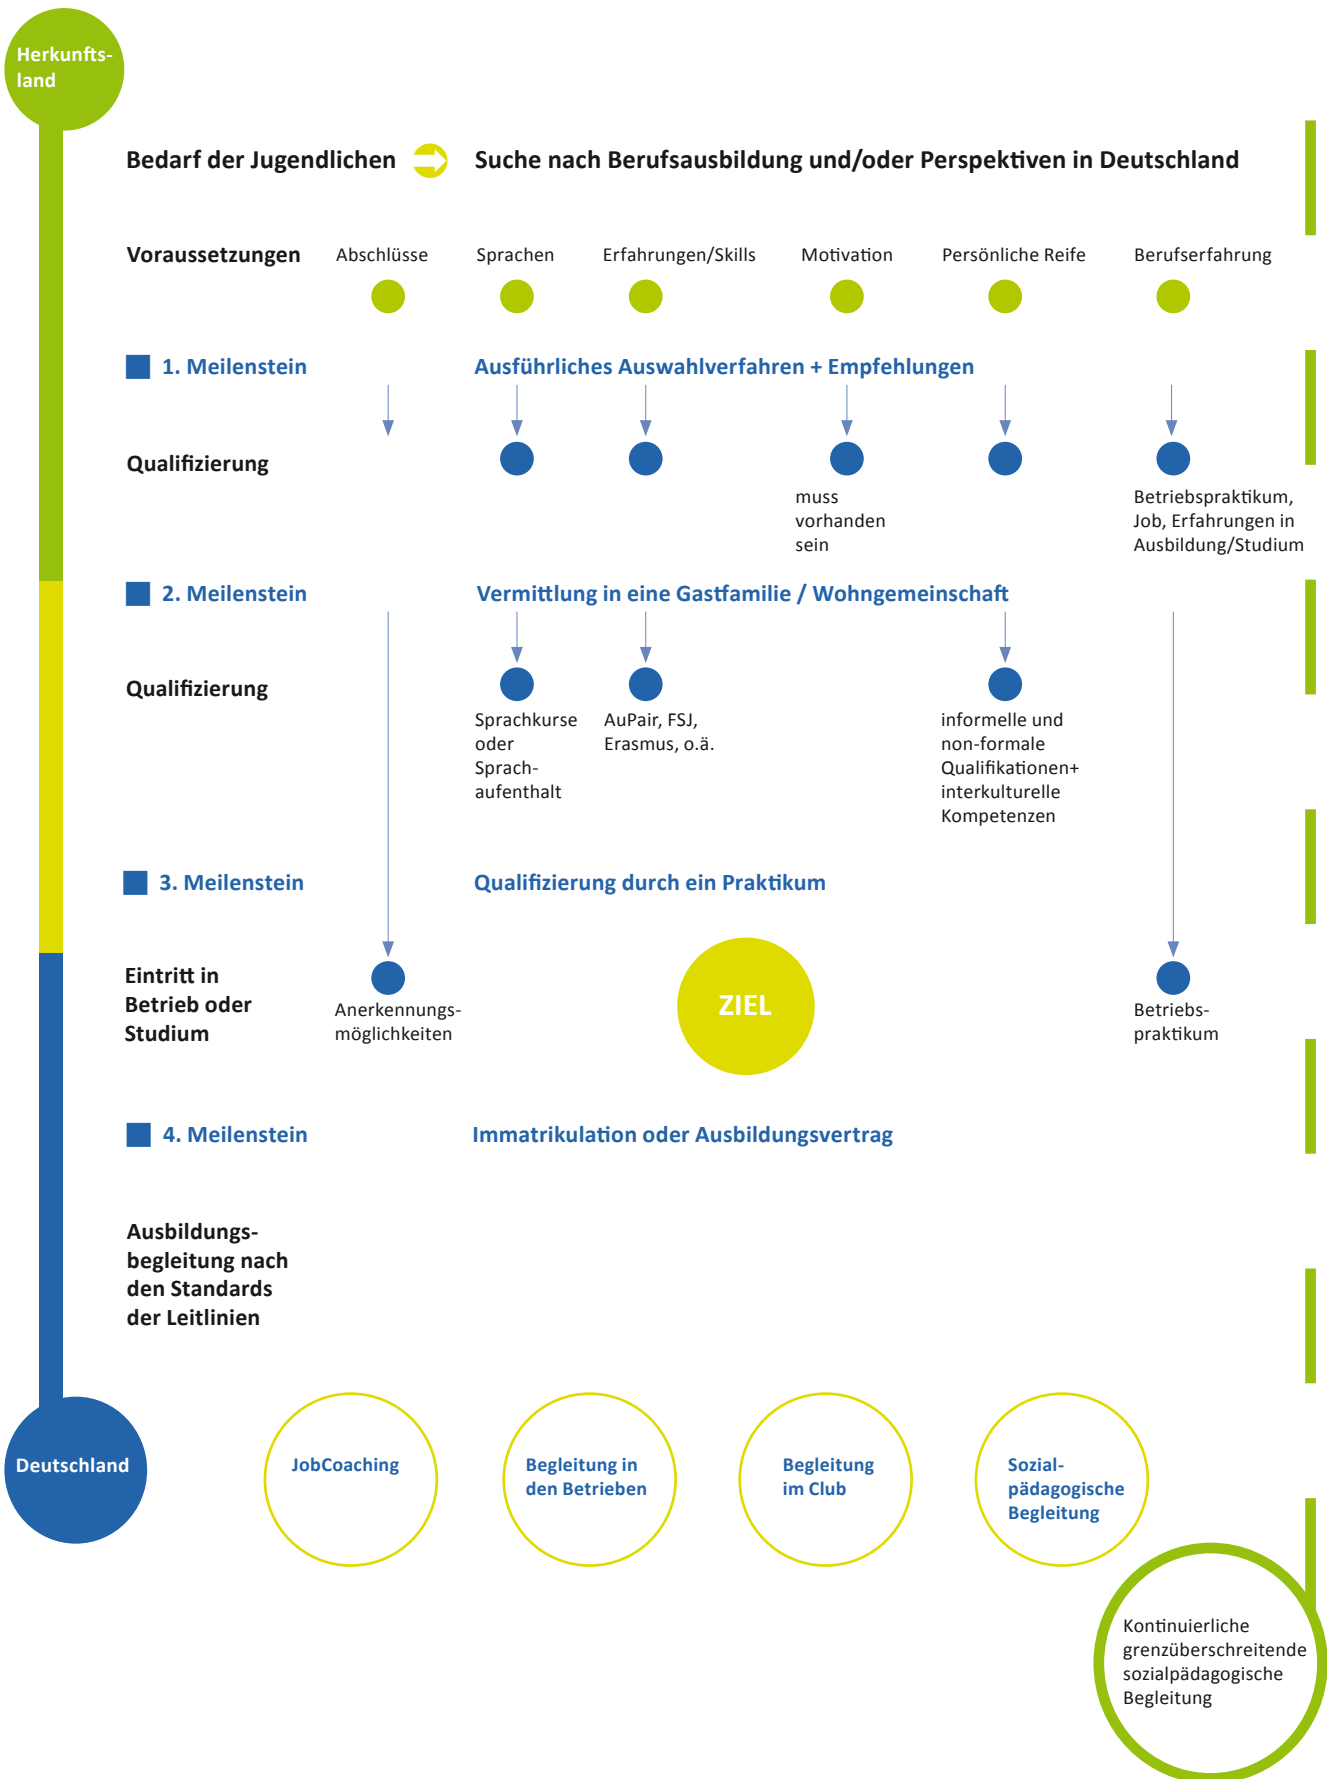 Herkunfts-
land
Bedarf der Jugendlichen
Suche nach Berufsausbildung und/oder Perspektiven in Deutschland
Voraussetzungen
Abschlüsse
Sprachen
Erfahrungen/Skills
Motivation
Persönliche Reife
Berufserfahrung
1. Meilenstein
Ausführliches Auswahlverfahren + Empfehlungen
Qualifizierung
muss
vorhanden
sein
Betriebspraktikum,
Job, Erfahrungen in
Ausbildung/Studium
2. Meilenstein
Vermittlung in eine Gastfamilie / Wohngemeinschaft
Qualifizierung
Sprachkurse
oder
Sprach-
aufenthalt
AuPair, FSJ,
Erasmus, o.ä.
informelle und
non-formale
Qualifikationen+
interkulturelle
Kompetenzen
3. Meilenstein
Qualifizierung durch ein Praktikum
Eintritt in
Betrieb oder
Studium
Anerkennungs-
möglichkeiten
ZIEL
Betriebs-
praktikum
4. Meilenstein
Immatrikulation oder Ausbildungsvertrag
Ausbildungs-
begleitung nach
den Standards
der Leitlinien
Deutschland
JobCoaching
Begleitung in
den Betrieben
Begleitung
im Club
Sozial-
pädagogische
Begleitung
Kontinuierliche
grenzüberschreitende
sozialpädagogische
Begleitung